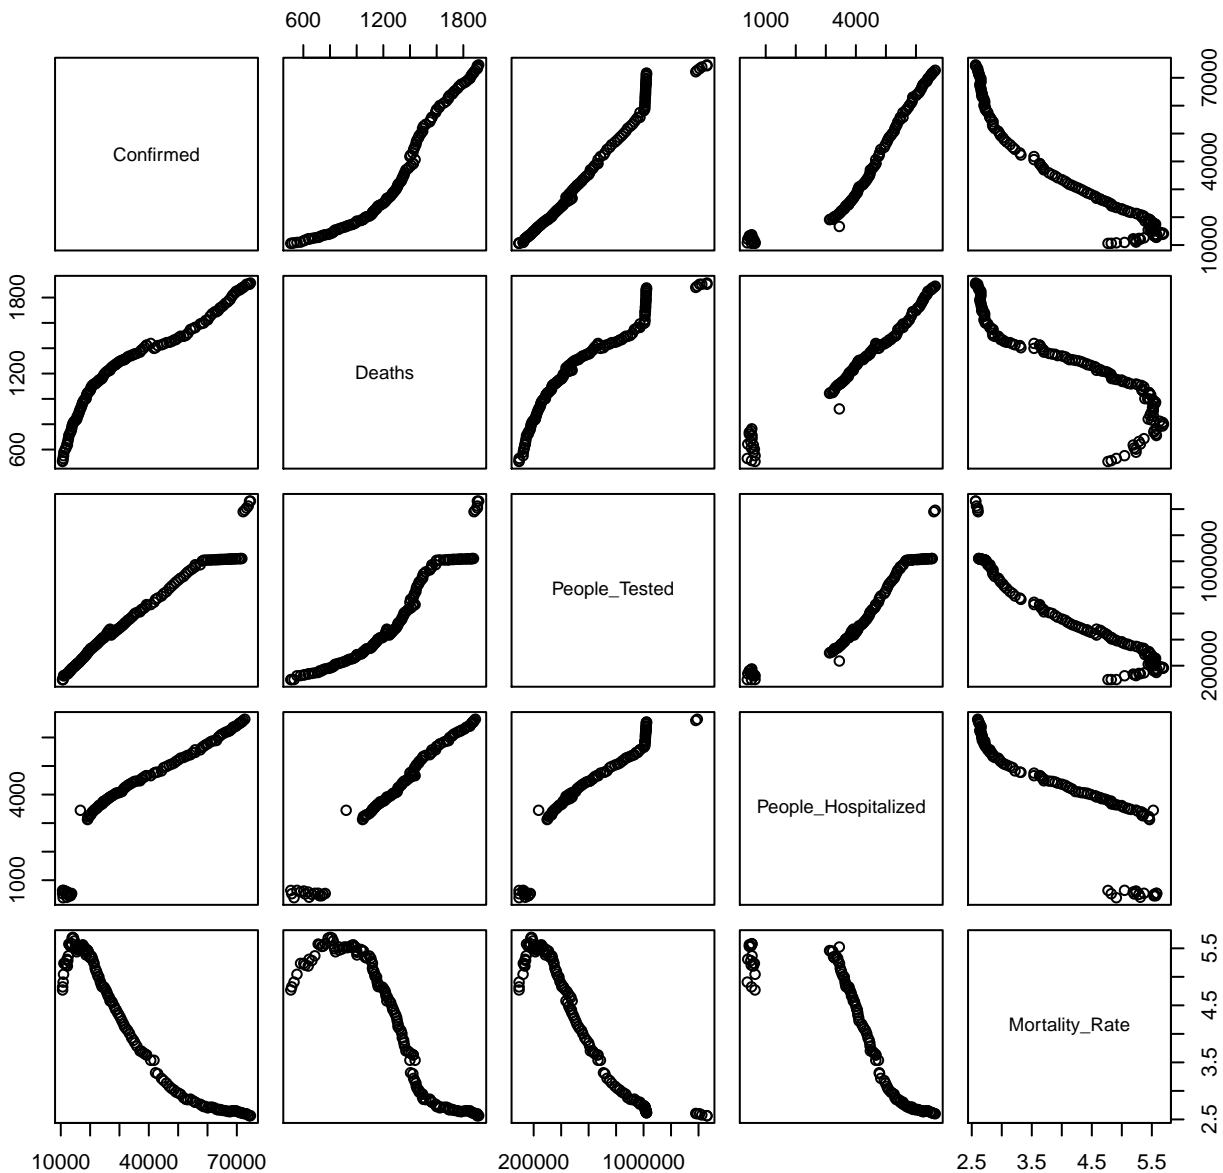 600 1200 1800 1000 4000
Confirmed
10000 40000 70000
600 1200 1800
Deaths
People_Tested
200000 1000000
1000 4000
People_Hospitalized
Mortality_Rate
2.5 3.5 4.5 5.5
10000 40000 70000 200000 1000000 2.5 3.5 4.5 5.5